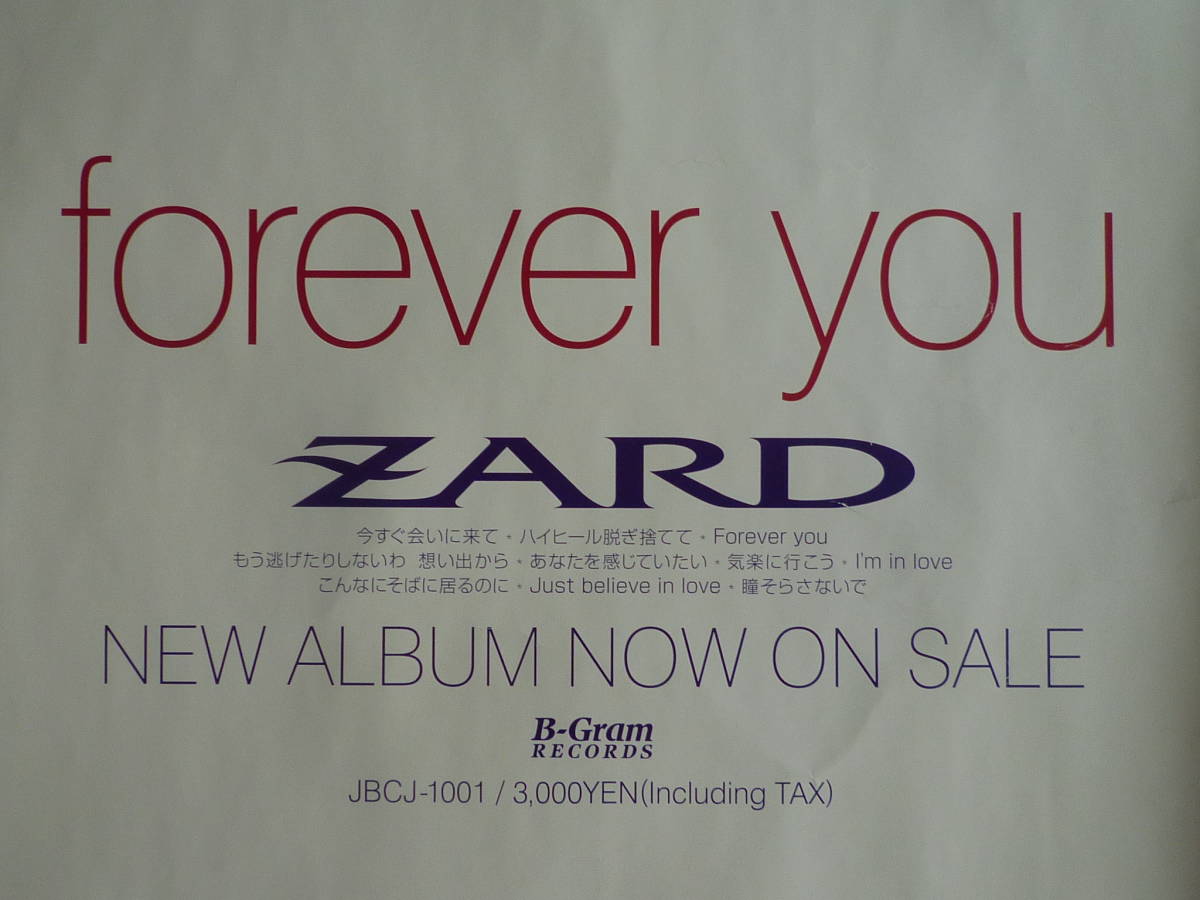 forever you
ZARD
今すぐ会いに来て * ハイヒール脱ぎ捨てて * Forever you
もう逃げたりしないわ 想い出から * あなたを感じていたい * 気楽に行こう * I'm in love
こんなにそばに居るのに * Just believe in love * 瞳そらさないで
NEW ALBUM NOW ON SALE
B-Gram
RECORDS
JBCJ-1001 / 3,000YEN(Including TAX)